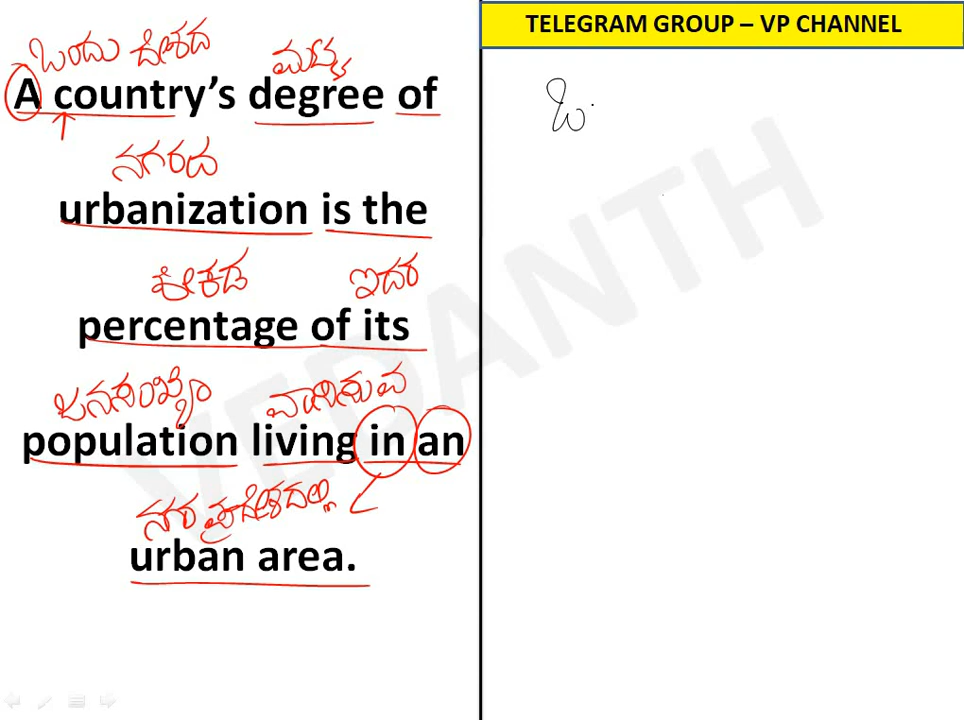 ಒಂದು ದೇಶದ ಮಟ್ಟ
A country’s degree of
ನಗರದ
urbanization is the
ಶೇಕಡ ಇದರ
percentage of its
ಜನಸಂಖ್ಯೆ ವಾಸಿಸುವ
population living in an
ನಗರ ಪ್ರದೇಶದಲ್ಲಿ
urban area.
TELEGRAM GROUP – VP CHANNEL
ಒ
VEDANTH